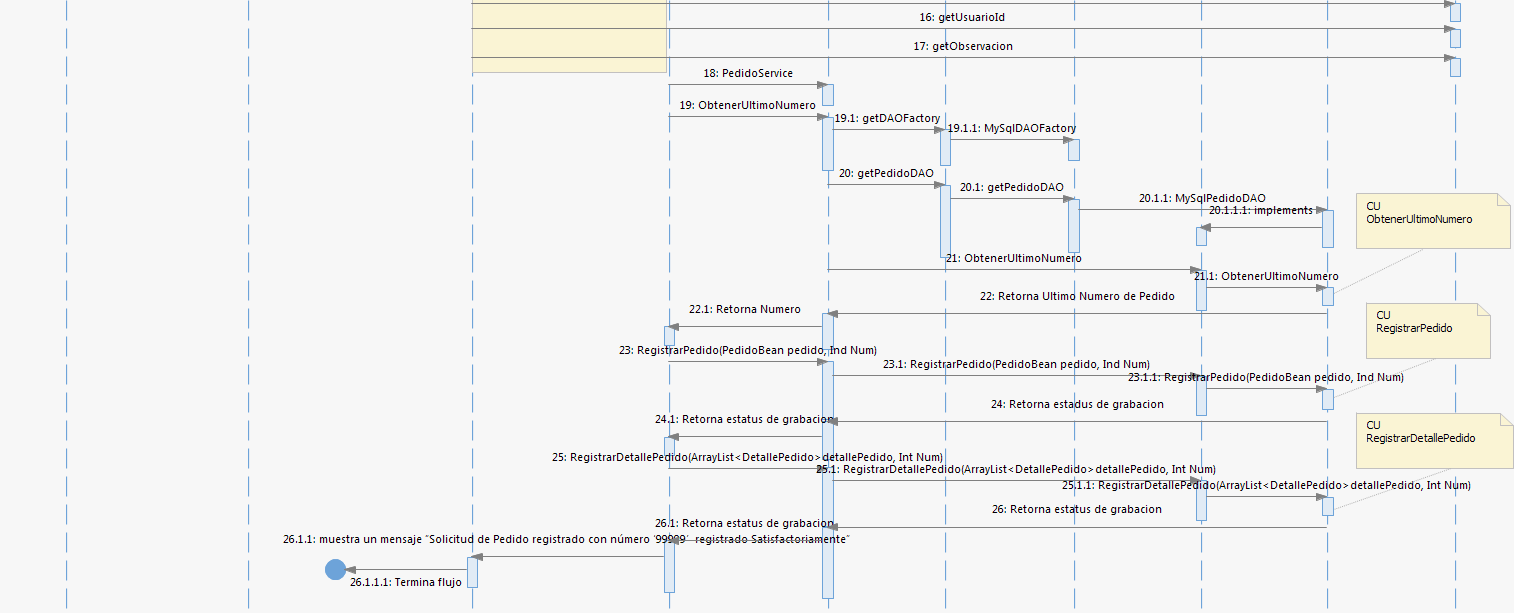 16: getUsuarioId
17: getObservacion
18: PedidoService
19: ObtenerUltimoNumero
19.1: getDAOFactory
19.1.1: MySqlDAOFactory
20: getPedidoDAO
20.1: getPedidoDAO
20.1.1: MySqlPedidoDAO
20.1.1.1: implements
CU
ObtenerUltimoNumero
21: ObtenerUltimoNumero
21.1: ObtenerUltimoNumero
22: Retorna Ultimo Numero de Pedido
22.1: Retorna Numero
CU
RegistrarPedido
23: RegistrarPedido(PedidoBean pedido, Ind Num)
23.1: RegistrarPedido(PedidoBean pedido, Ind Num)
23.1.1: RegistrarPedido(PedidoBean pedido, Ind Num)
24: Retorna estadus de grabacion
24.1: Retorna estatus de grabacion
CU
RegistrarDetallePedido
25: RegistrarDetallePedido(ArrayList<DetallePedido> detallePedido, Int Num)
25.1: RegistrarDetallePedido(ArrayList<DetallePedido> detallePedido, Int Num)
25.1.1: RegistrarDetallePedido(ArrayList<DetallePedido> detallePedido, Int Num)
26: Retorna estatus de grabacion
26.1: Retorna estatus de grabacion
26.1.1: muestra un mensaje "Solicitud de Pedido registrado con número '99999' registrado Satisfactoriamente"
26.1.1.1: Termina flujo